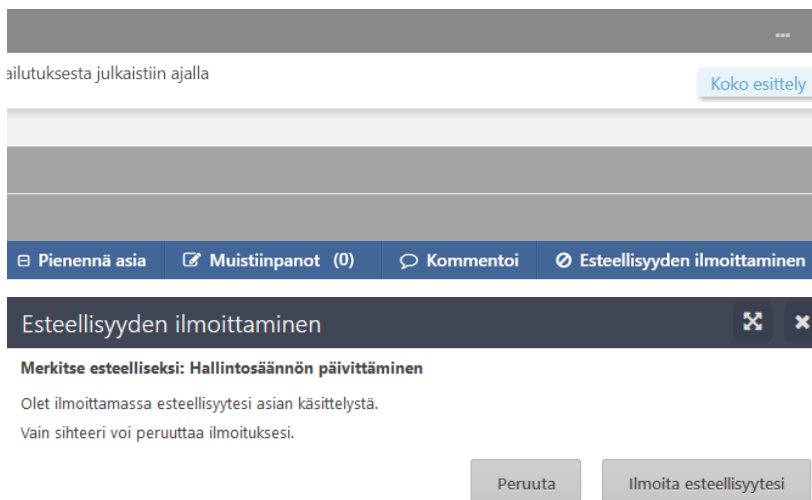 ailutuksesta julkaistiin ajalla
Koko esittely
Pienennä asia Muistiinpanot (0) Kommentoi Esteellisyyden ilmoittaminen
Esteellisyyden ilmoittaminen
Merkitse esteelliseksi: Hallintosäännön päivittäminen
Olet ilmoittamassa esteellisyytesi asian käsittelystä.
Vain sihteeri voi peruuttaa ilmoituksesi.
Peruuta Ilmoita esteellisyytesi